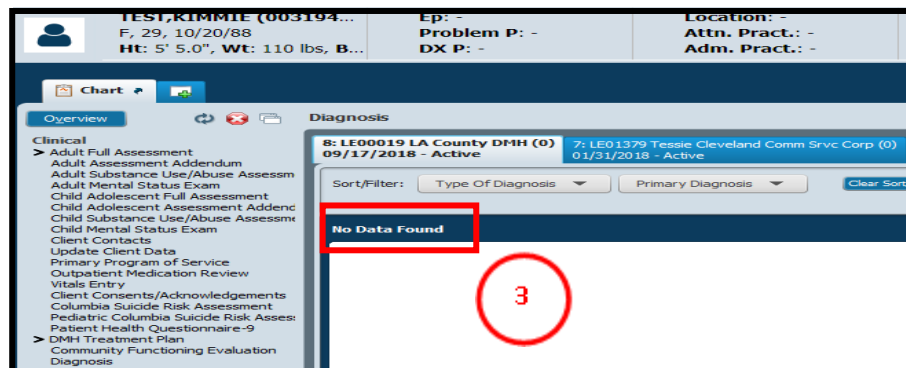 TEST,KIMMIE (003194...
F, 29, 10/20/88
Ht: 5' 5.0", Wt: 110 lbs, B...
Ep: -
Problem P: -
DX P: -
Location: -
Attn. Pract.: -
Adm. Pract.: -
Chart
Overview
Clinical
> Adult Full Assessment
Adult Assessment Addendum
Adult Substance Use/Abuse Assessm
Adult Mental Status Exam
Child Adolescent Full Assessment
Child Adolescent Assessment Addend
Child Substance Use/Abuse Assessme
Child Mental Status Exam
Client Contacts
Update Client Data
Primary Program of Service
Outpatient Medication Review
Vitals Entry
Client Consents/Acknowledgements
Columbia Suicide Risk Assessment
Pediatric Columbia Suicide Risk Assess
Patient Health Questionnaire-9
> DMH Treatment Plan
Community Functioning Evaluation
Diagnosis
Diagnosis
8: LE00019 LA County DMH (0)
09/17/2018 - Active
7: LE01379 Tessie Cleveland Comm Srvc Corp (0)
01/31/2018 - Active
Sort/Filter: Type Of Diagnosis Primary Diagnosis Clear Sort
No Data Found
3